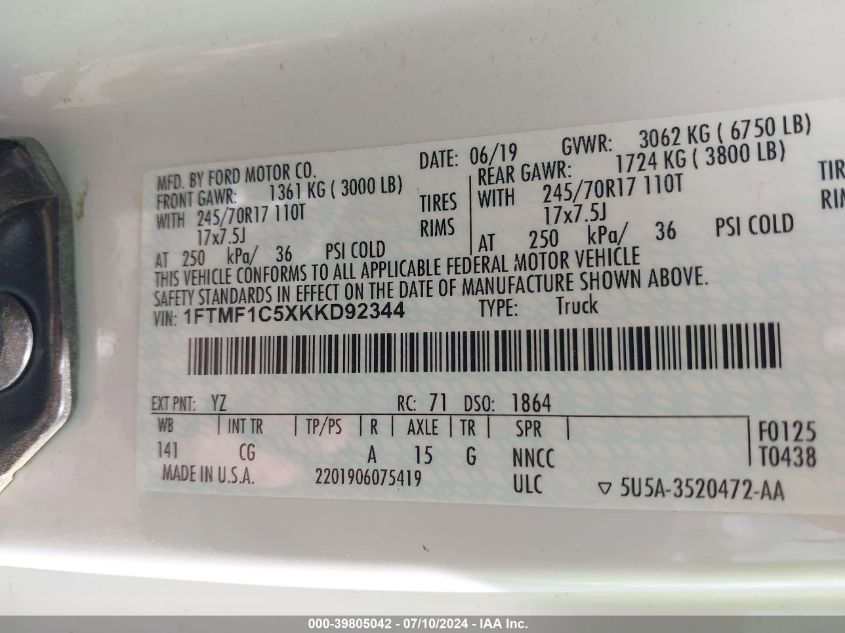 MFD. BY FORD MOTOR CO. DATE: 06/19 GVWR: 3062 KG ( 6750 LB)
FRONT GAWR: 1361 KG ( 3000 LB) REAR GAWR: 1724 KG ( 3800 LB)
WITH 245/70R17 110T TIRES WITH 245/70R17 110T TIR
17x7.5J RIMS 17x7.5J RIM
AT 250 kPa/ 36 PSI COLD AT 250 kPa/ 36 PSI COLD
THIS VEHICLE CONFORMS TO ALL APPLICABLE FEDERAL MOTOR VEHICLE
SAFETY STANDARDS IN EFFECT ON THE DATE OF MANUFACTURE SHOWN ABOVE.
VIN: 1FTMF1C5XKKD92344 TYPE: Truck
EXT PNT: YZ RC: 71 DSO: 1864
WB INT TR TP/PS R AXLE TR SPR F0125
141 CG A 15 G NNCC T0438
MADE IN U.S.A. 2201906075419 ULC ▽ 5U5A-3520472-AA
000-39805042 - 07/10/2024 - IAA Inc.